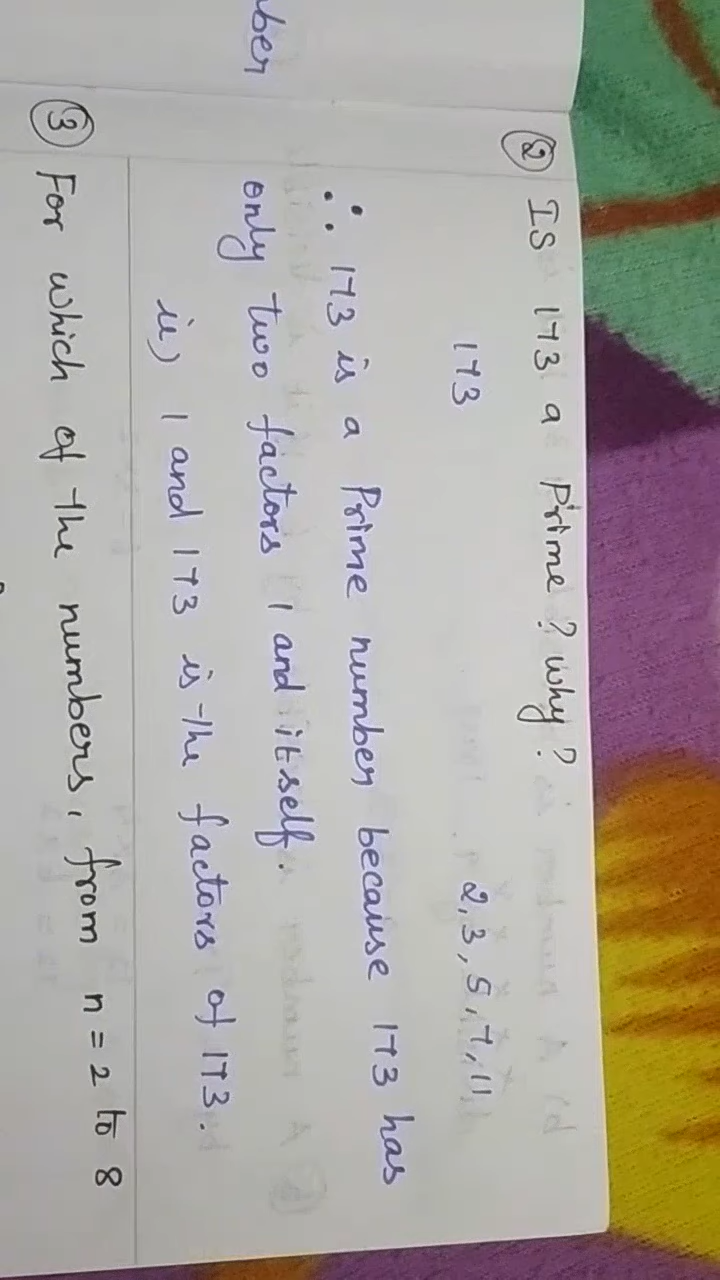 ber
② IS 173 a Prime? why?
173 2, 3, 5, 7, 11
∴ 173 is a Prime number because 173 has
only two factors 1 and itself.
ie) 1 and 173 is the factors of 173.
③ For which of the numbers, from n = 2 to 8